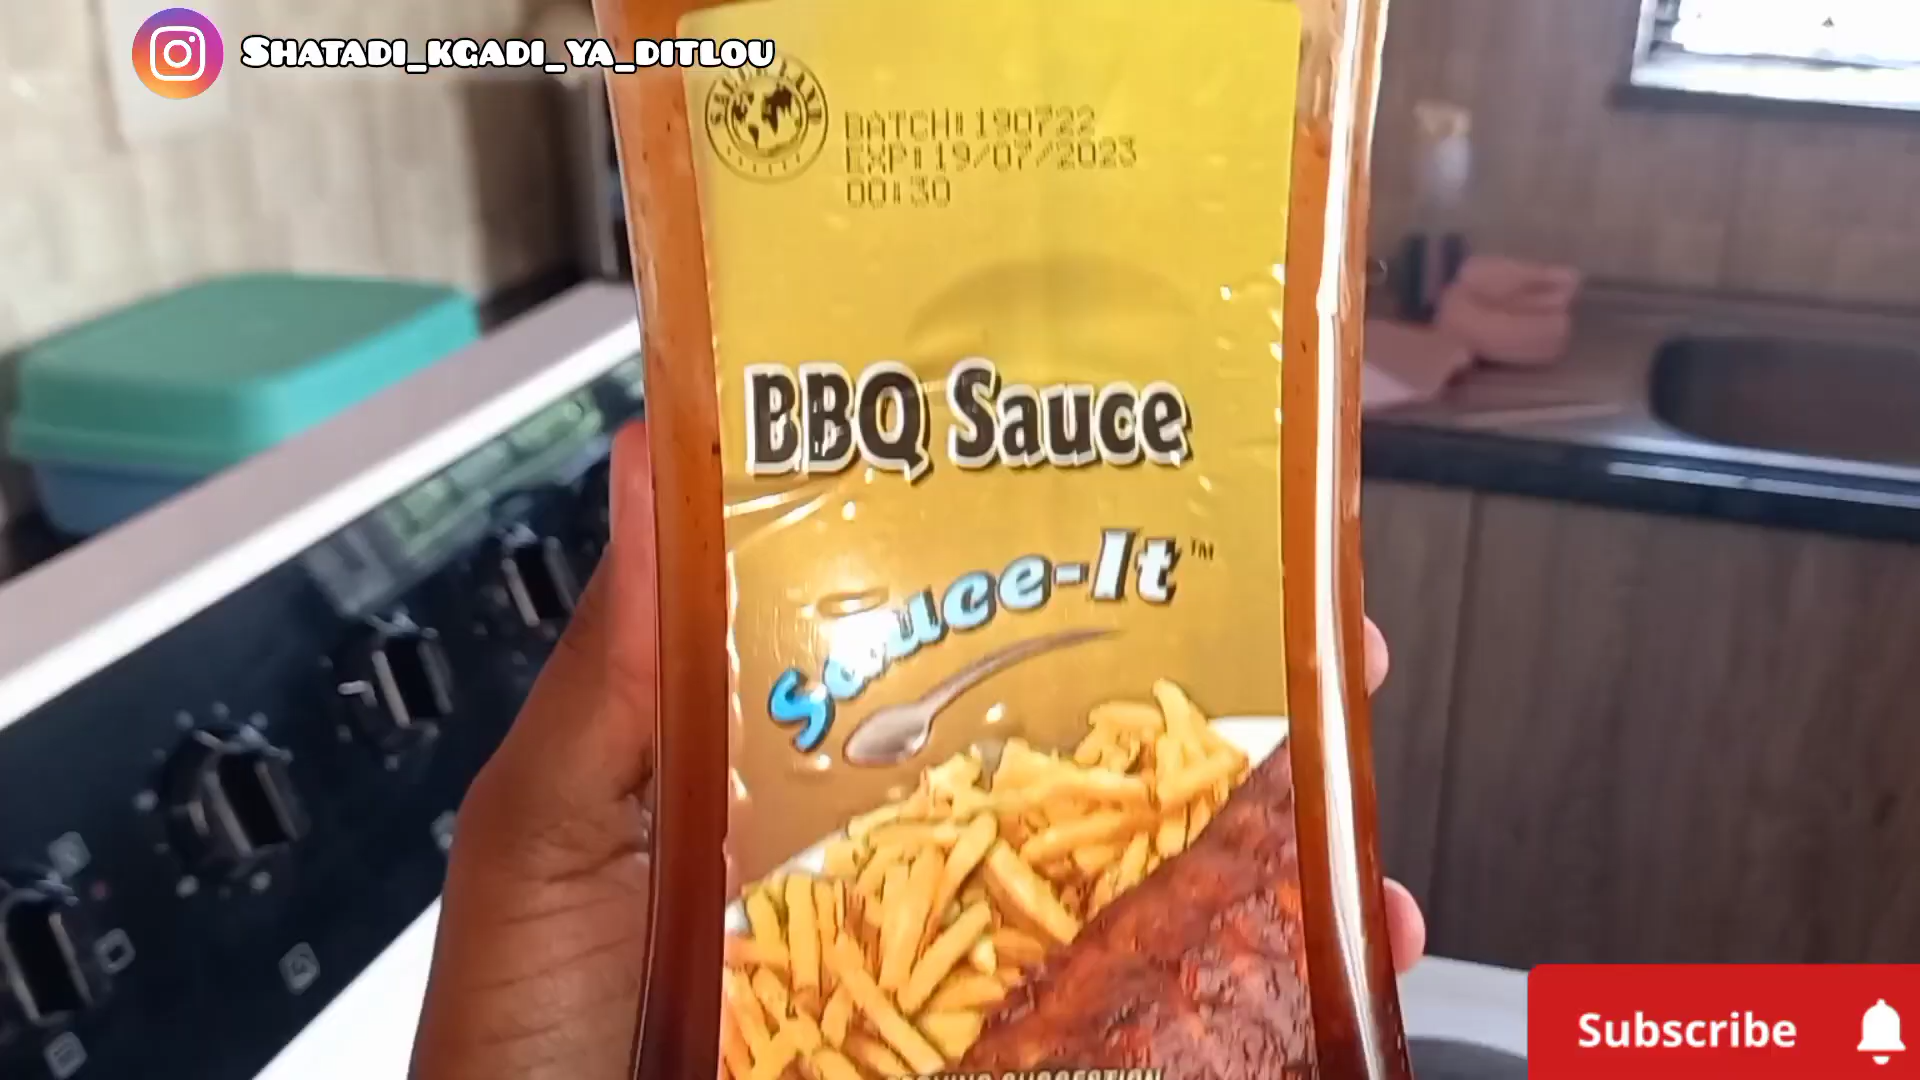 Shatadi_kgadi_ya_ditlou
BATCH:190722
EXP:19/07/2023
00:30
BBQ Sauce
Sauce-It™
Subscribe